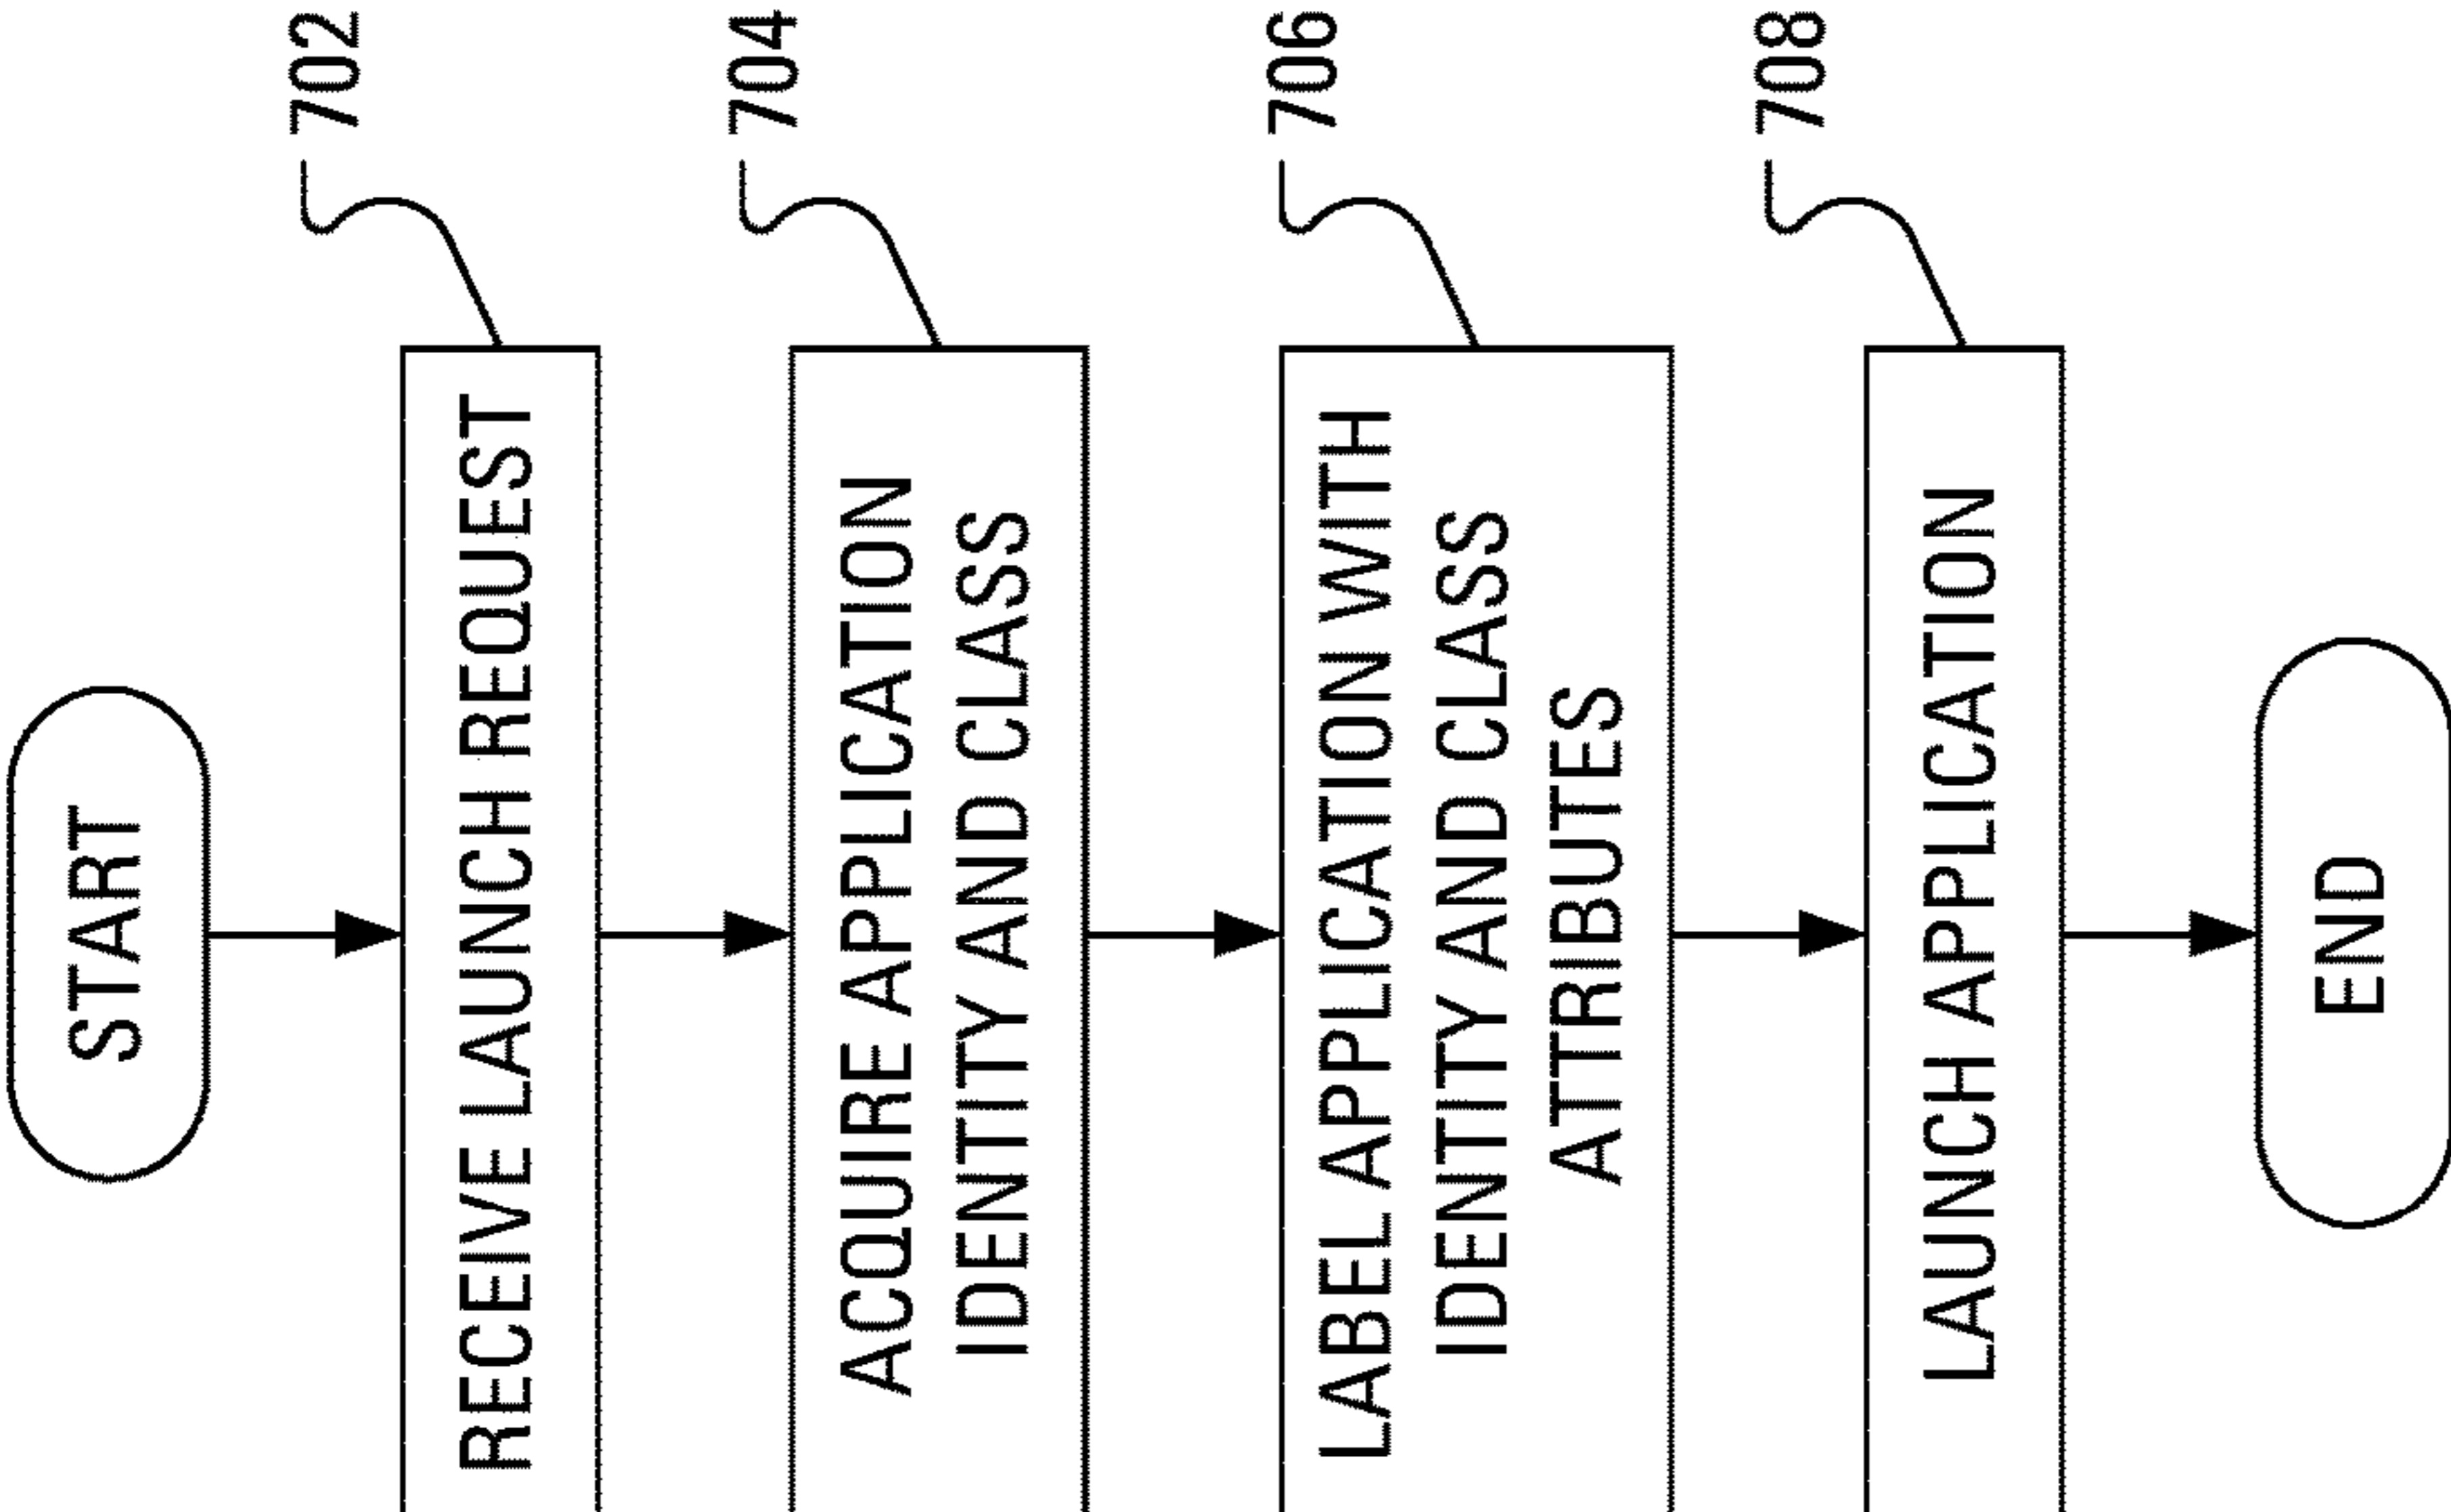 START
RECEIVE LAUNCH REQUEST
702
ACQUIRE APPLICATION
IDENTITY AND CLASS
704
LABEL APPLICATION WITH
IDENTITY AND CLASS
ATTRIBUTES
706
LAUNCH APPLICATION
708
END